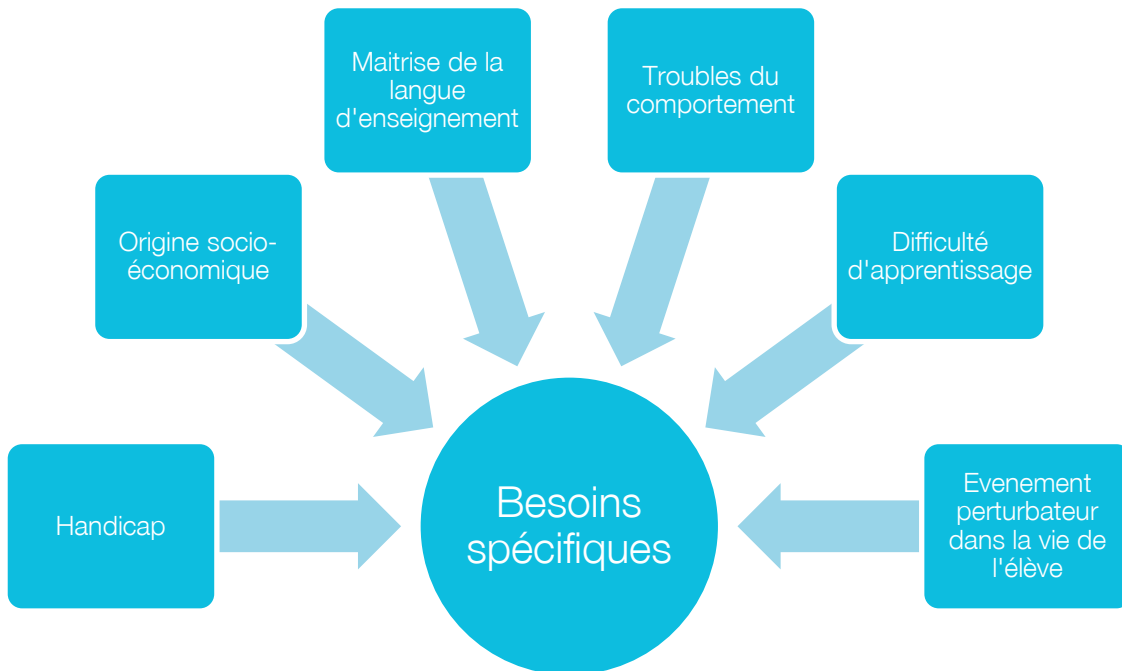 Maitrise de la
langue
d'enseignement
Troubles du
comportement
Origine socio-
économique
Difficulté
d'apprentissage
Handicap
Besoins
spécifiques
Evenement
perturbateur
dans la vie de
l'élève